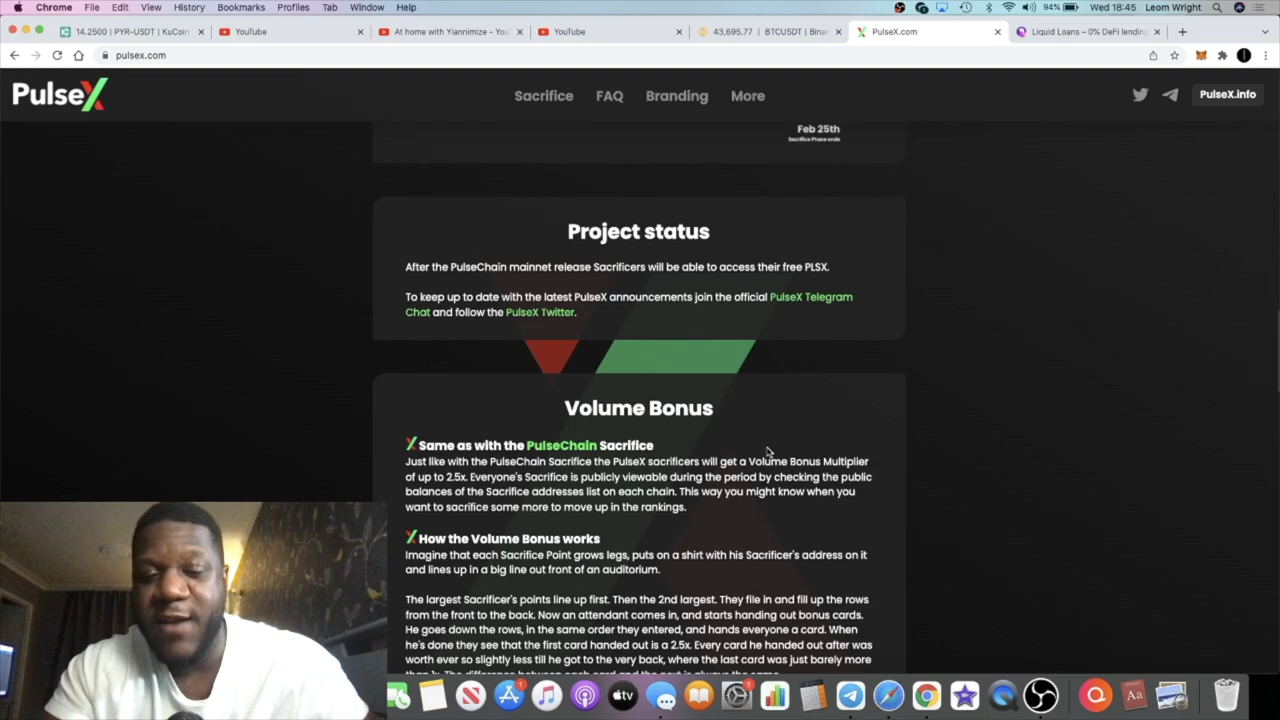 Chrome File Edit View History Bookmarks Profiles Tab Window Help 94% Wed 18:45 Leom Wright
14.2500 | PYR-USDT | KuCoin YouTube At home with Yiannimize - You YouTube 43,695.77 | BTCUSDT | Binan PulseX.com Liquid Loans – 0% DeFi lending
pulsex.com
PulseX Sacrifice FAQ Branding More PulseX.info
Feb 25th
Sacrifice Phase ends
Project status
After the PulseChain mainnet release Sacrificers will be able to access their free PLSX.
To keep up to date with the latest PulseX announcements join the official PulseX Telegram
Chat and follow the PulseX Twitter.
Volume Bonus
Same as with the PulseChain Sacrifice
Just like with the PulseChain Sacrifice the PulseX sacrificers will get a Volume Bonus Multiplier
of up to 2.5x. Everyone's Sacrifice is publicly viewable during the period by checking the public
balances of the Sacrifice addresses list on each chain. This way you might know when you
want to sacrifice some more to move up in the rankings.
How the Volume Bonus works
Imagine that each Sacrifice Point grows legs, puts on a shirt with his Sacrificer's address on it
and lines up in a big line out front of an auditorium.
The largest Sacrificer's points line up first. Then the 2nd largest. They file in and fill up the rows
from the front to the back. Now an attendant comes in, and starts handing out bonus cards.
He goes down the rows, in the same order they entered, and hands everyone a card. When
he's done they see that the first card handed out is a 2.5x. Every card he handed out after was
worth ever so slightly less till he got to the very back, where the last card was just barely more
tv Aa